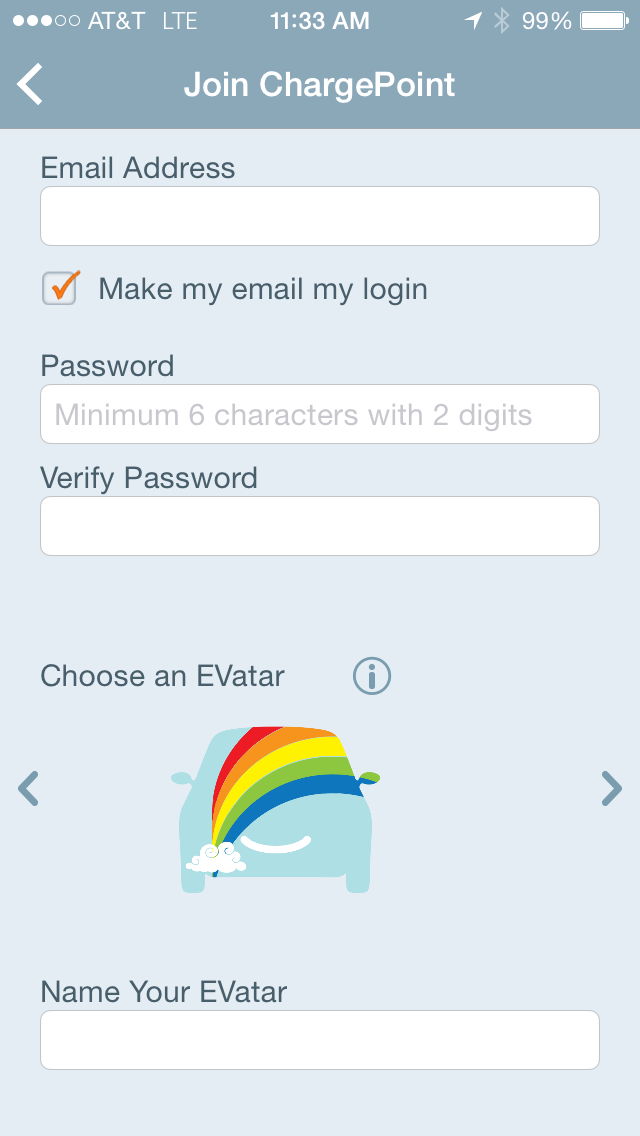 AT&T LTE 11:33 AM 99%
Join ChargePoint
Email Address
Make my email my login
Password
Minimum 6 characters with 2 digits
Verify Password
Choose an EVatar
Name Your EVatar